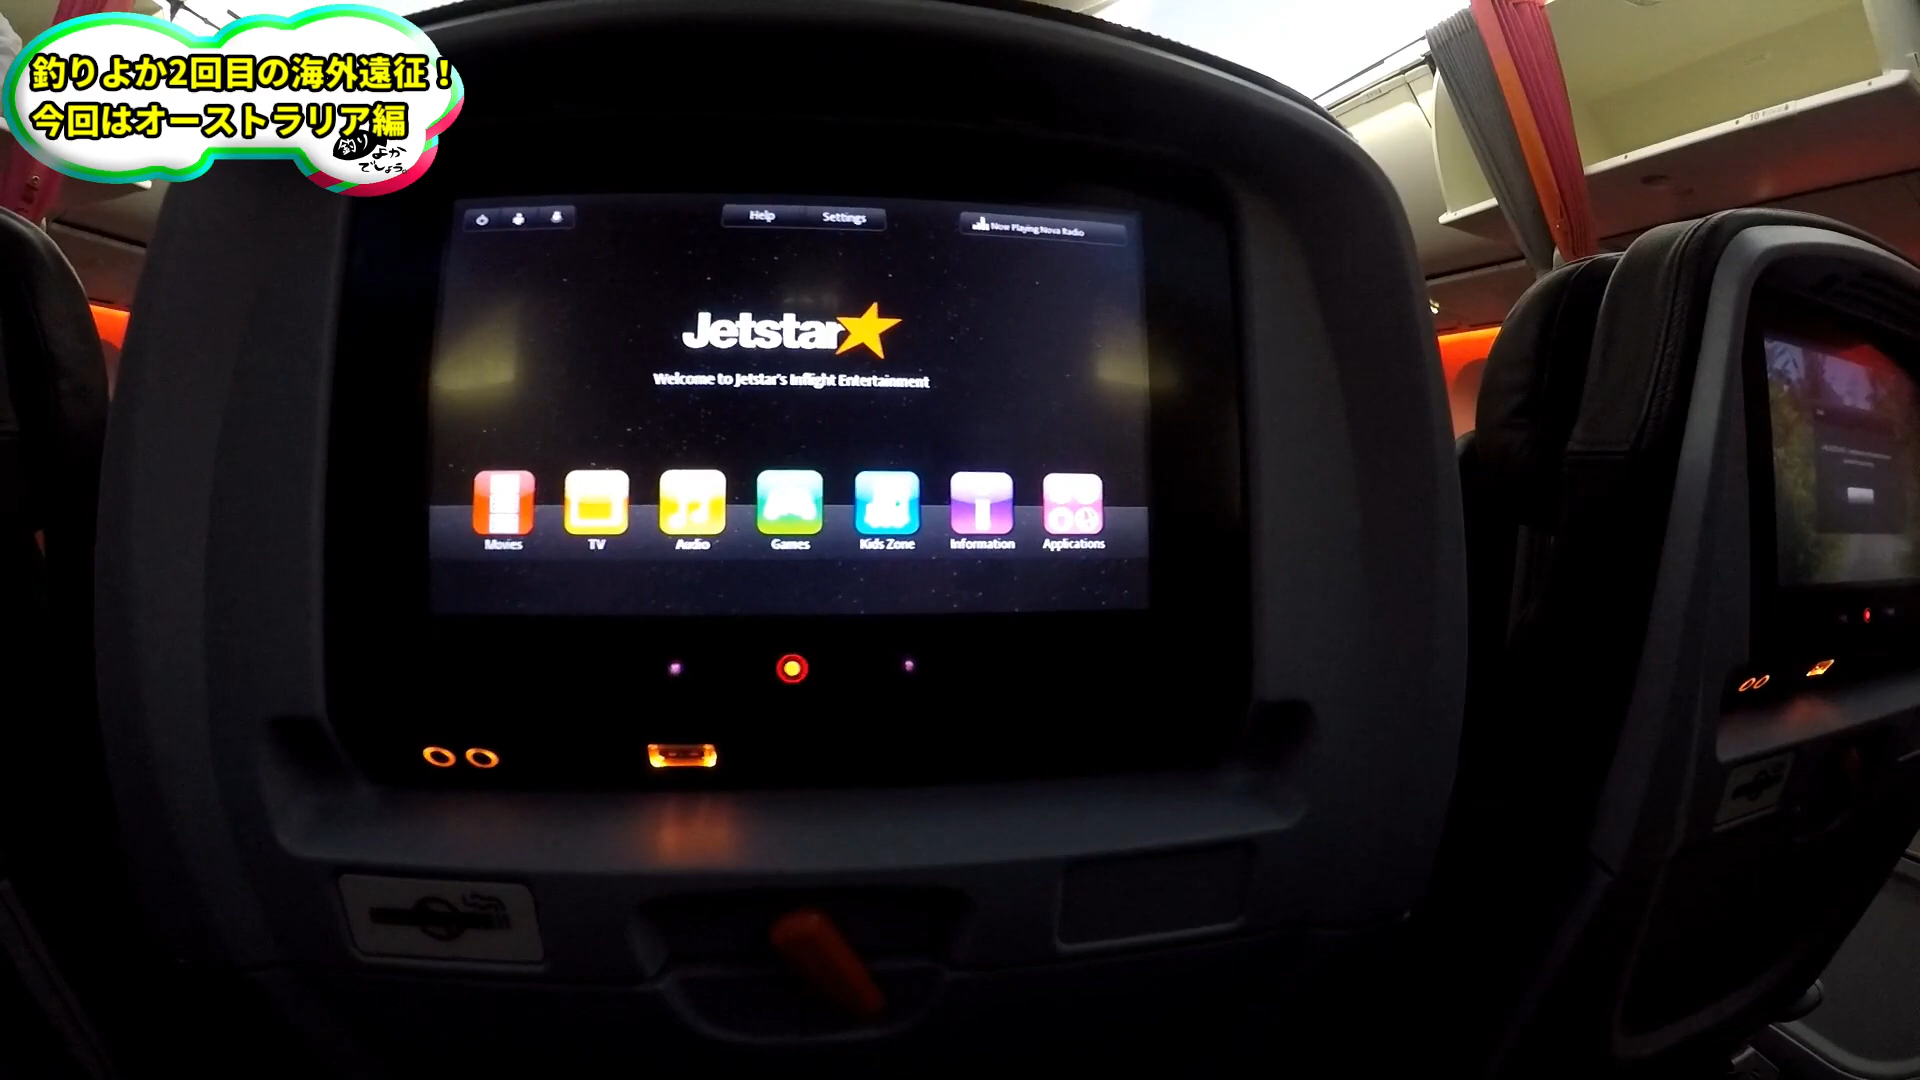 釣りよか2回目の海外遠征！
今回はオーストラリア編
釣り
よか
でしょう。
Help Settings Now Playing Nova Radio
Jetstar
Welcome to Jetstar's Inflight Entertainment
Movies TV Audio Games Kids Zone Information Applications